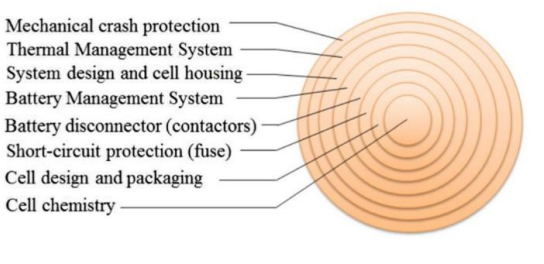 Mechanical crash protection
Thermal Management System
System design and cell housing
Battery Management System
Battery disconnector (contactors)
Short-circuit protection (fuse)
Cell design and packaging
Cell chemistry